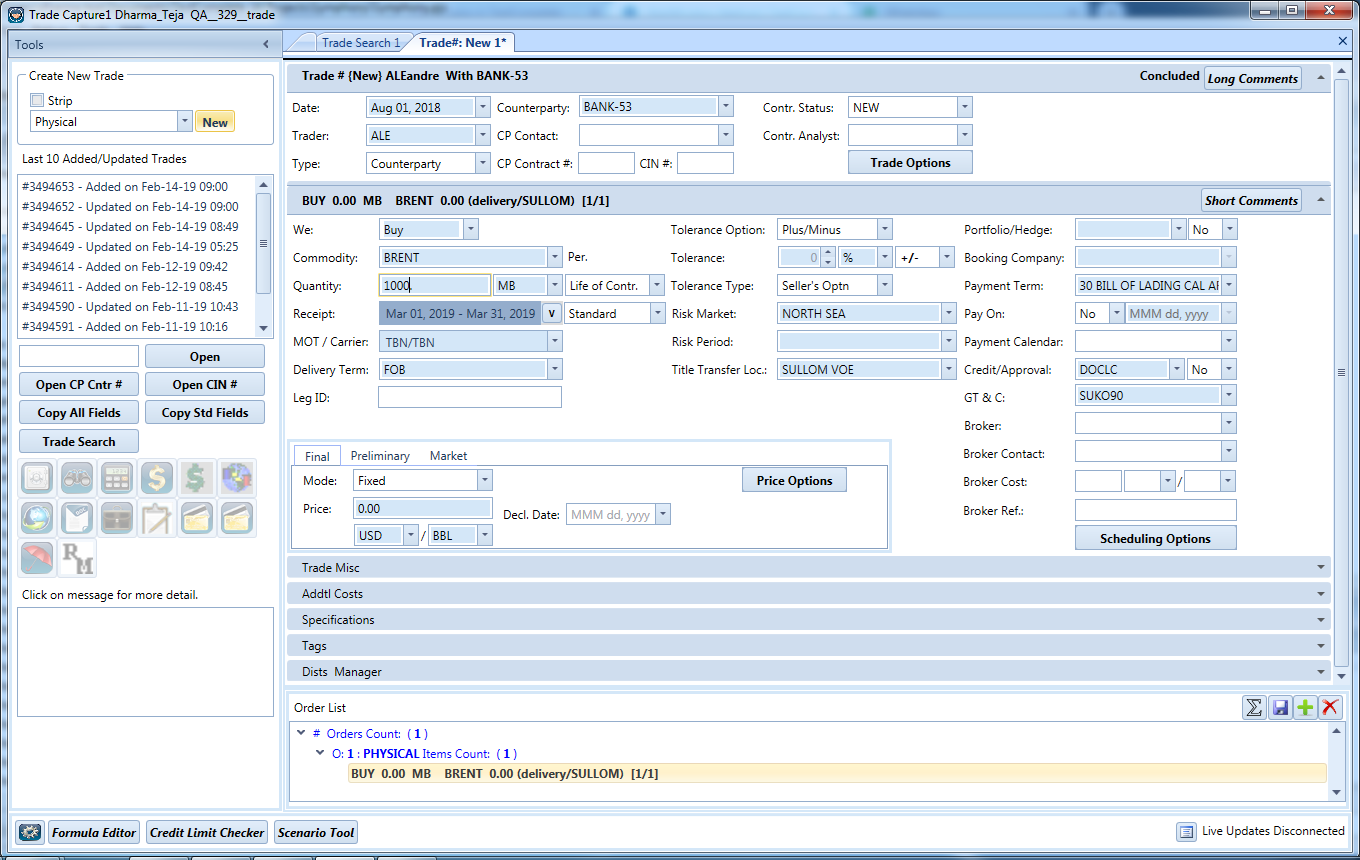 Trade Capture1 Dharma_Teja QA__329__trade
Tools
Create New Trade
Strip
Physical New
Last 10 Added/Updated Trades
#3494653 - Added on Feb-14-19 09:00
#3494652 - Updated on Feb-14-19 09:00
#3494645 - Updated on Feb-14-19 08:49
#3494649 - Updated on Feb-14-19 05:25
#3494614 - Added on Feb-12-19 09:42
#3494611 - Added on Feb-12-19 08:45
#3494590 - Updated on Feb-11-19 10:43
#3494591 - Added on Feb-11-19 10:16
Open
Open CP Cntr # Open CIN #
Copy All Fields Copy Std Fields
Trade Search
RM
Click on message for more detail.
Trade Search 1 Trade#: New 1*
Trade # {New} ALEandre With BANK-53 Concluded Long Comments
Date: Aug 01, 2018 Counterparty: BANK-53 Contr. Status: NEW
Trader: ALE CP Contact: Contr. Analyst:
Type: Counterparty CP Contract #: CIN #: Trade Options
BUY 0.00 MB BRENT 0.00 (delivery/SULLOM) [1/1] Short Comments
We: Buy Tolerance Option: Plus/Minus Portfolio/Hedge: No
Commodity: BRENT Per. Tolerance: 0 % +/- Booking Company:
Quantity: 1000 MB Life of Contr. Tolerance Type: Seller's Optn Payment Term: 30 BILL OF LADING CAL AF
Receipt: Mar 01, 2019 - Mar 31, 2019 v Standard Risk Market: NORTH SEA Pay On: No MMM dd, yyyy
MOT / Carrier: TBN/TBN Risk Period: Payment Calendar:
Delivery Term: FOB Title Transfer Loc.: SULLOM VOE Credit/Approval: DOCLC No
Leg ID: GT & C: SUKO90
Broker:
Broker Contact:
Broker Cost: /
Broker Ref.:
Scheduling Options
Final Preliminary Market
Mode: Fixed Price Options
Price: 0.00 Decl. Date: MMM dd, yyyy
USD / BBL
Trade Misc
Addtl Costs
Specifications
Tags
Dists Manager
Order List
# Orders Count: ( 1 )
O: 1 : PHYSICAL Items Count: ( 1 )
BUY 0.00 MB BRENT 0.00 (delivery/SULLOM) [1/1]
Formula Editor Credit Limit Checker Scenario Tool Live Updates Disconnected